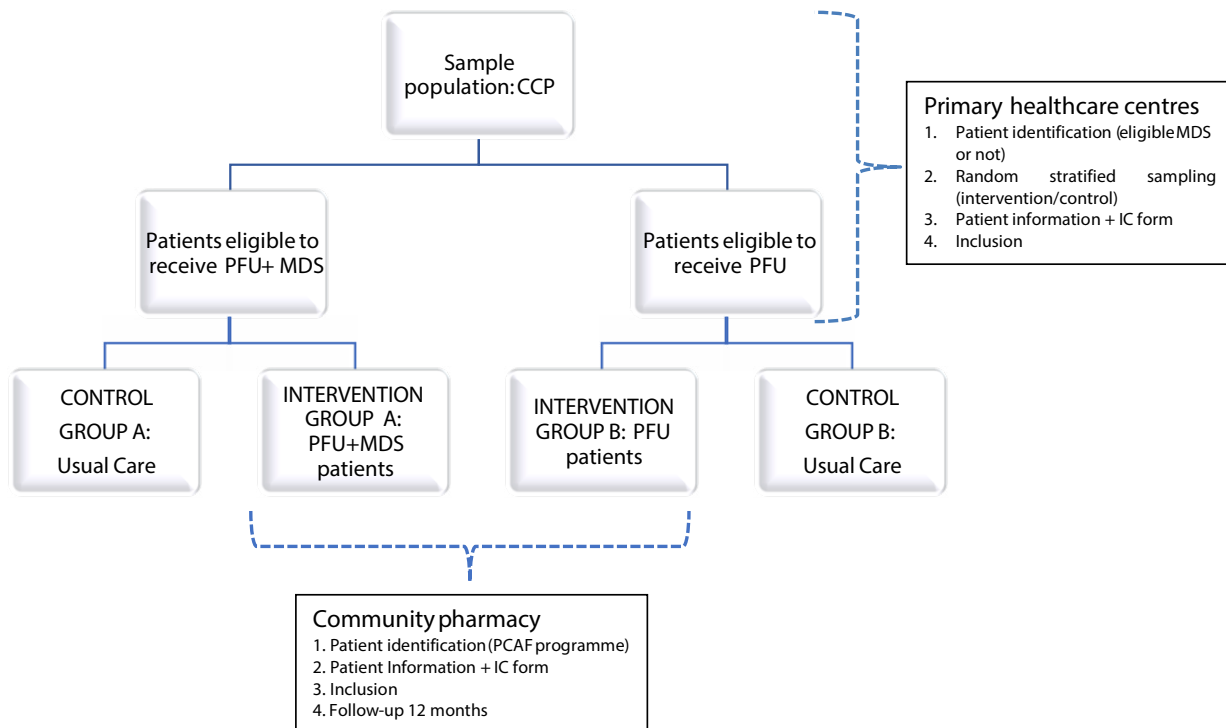 Sample
population: CCP
Primary healthcare centres
1. Patient identification (eligible MDS
or not)
2. Random stratified sampling
(intervention/control)
3. Patient information + IC form
4. Inclusion
Patients eligible to
receive PFU+ MDS
Patients eligible to
receive PFU
CONTROL
GROUP A:
Usual Care
INTERVENTION
GROUP A:
PFU+MDS
patients
INTERVENTION
GROUP B: PFU
patients
CONTROL
GROUP B:
Usual Care
Community pharmacy
1. Patient identification (PCAF programme)
2. Patient Information + IC form
3. Inclusion
4. Follow-up 12 months